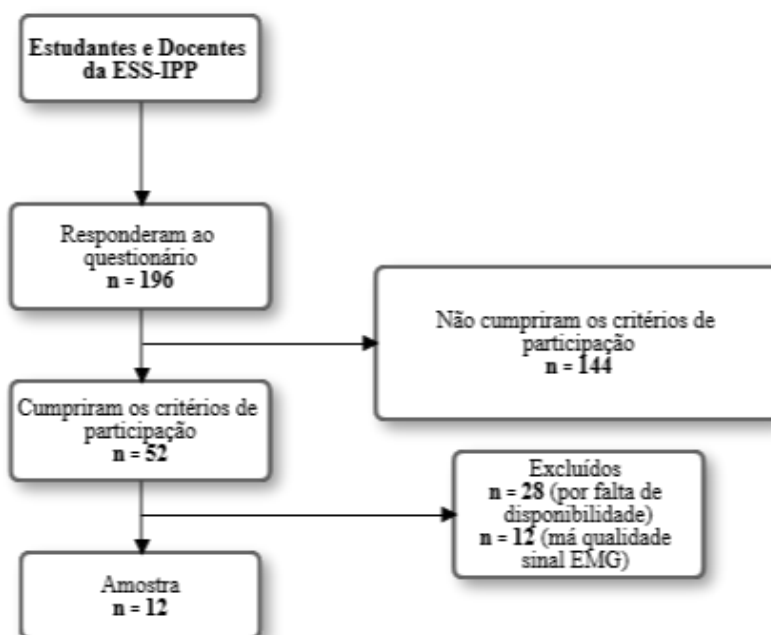 Estudantes e Docentes
da ESS-IPP
Responderam ao
questionário
n = 196
Não cumpriram os critérios de
participação
n = 144
Cumpriram os critérios de
participação
n = 52
Excluídos
n = 28 (por falta de
disponibilidade)
n = 12 (má qualidade
sinal EMG)
Amostra
n = 12